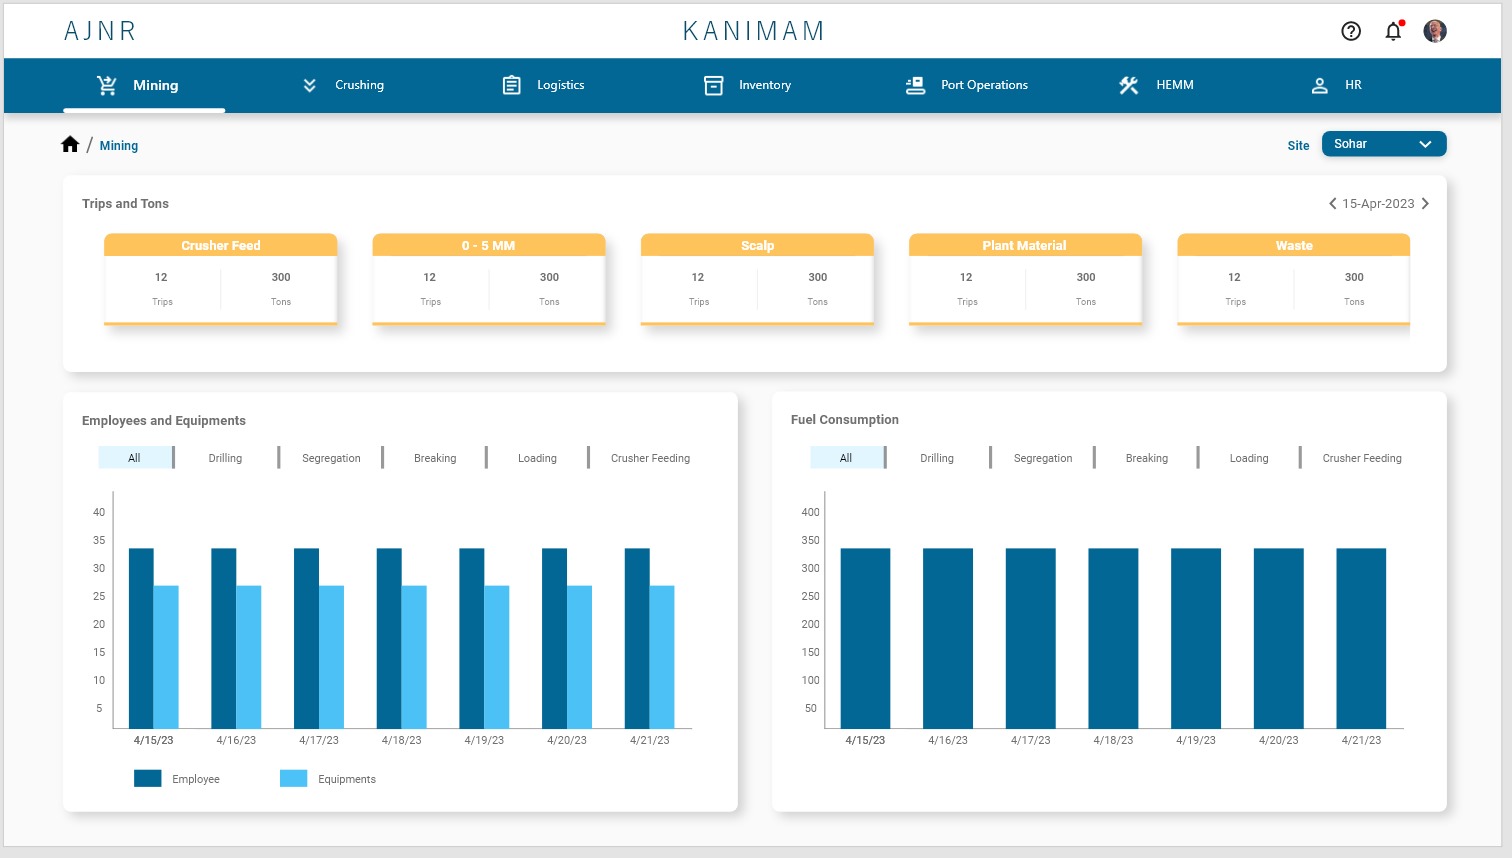 AJNR
KANIMAM
Mining
Crushing
Logistics
Inventory
Port Operations
HEMM
HR
/ Mining
Site
Sohar
Trips and Tons
15-Apr-2023
Crusher Feed
12
300
Trips
Tons
0 - 5 MM
12
300
Trips
Tons
Scalp
12
300
Trips
Tons
Plant Material
12
300
Trips
Tons
Waste
12
300
Trips
Tons
Employees and Equipments
All
Drilling
Segregation
Breaking
Loading
Crusher Feeding
40
35
30
25
20
15
10
5
4/15/23
4/16/23
4/17/23
4/18/23
4/19/23
4/20/23
4/21/23
Employee
Equipments
Fuel Consumption
All
Drilling
Segregation
Breaking
Loading
Crusher Feeding
400
350
300
250
200
150
100
50
4/15/23
4/16/23
4/17/23
4/18/23
4/19/23
4/20/23
4/21/23